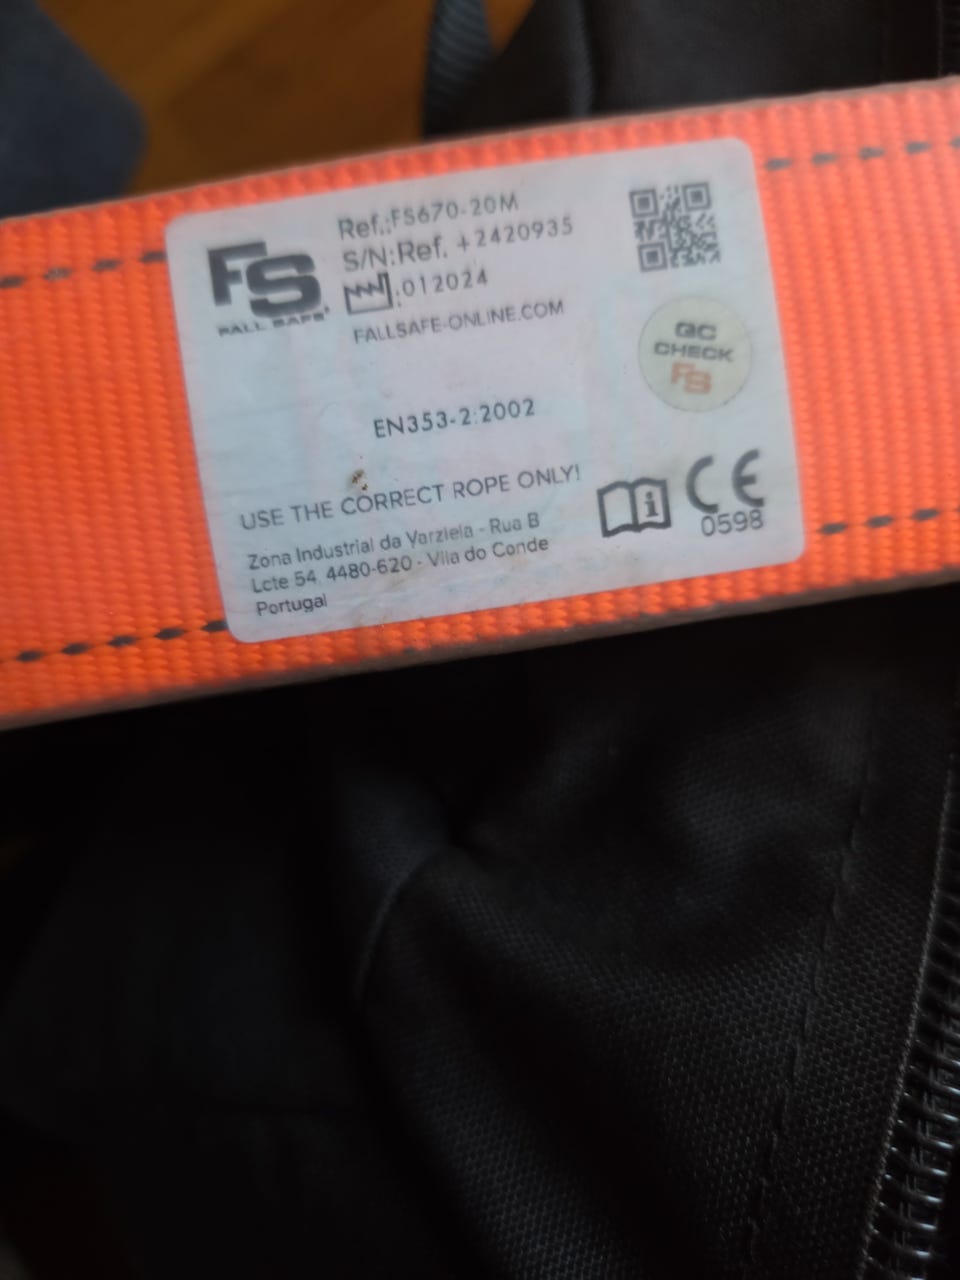 FS
FALL SAFE®
Ref.:FS670-20M
S/N:Ref. +2420935
:012024
FALLSAFE-ONLINE.COM
QC
CHECK
FS
EN353-2:2002
USE THE CORRECT ROPE ONLY!
Zona Industrial da Varziela - Rua B
Lote 54, 4480-620 - Vila do Conde
Portugal
i
CE
0598